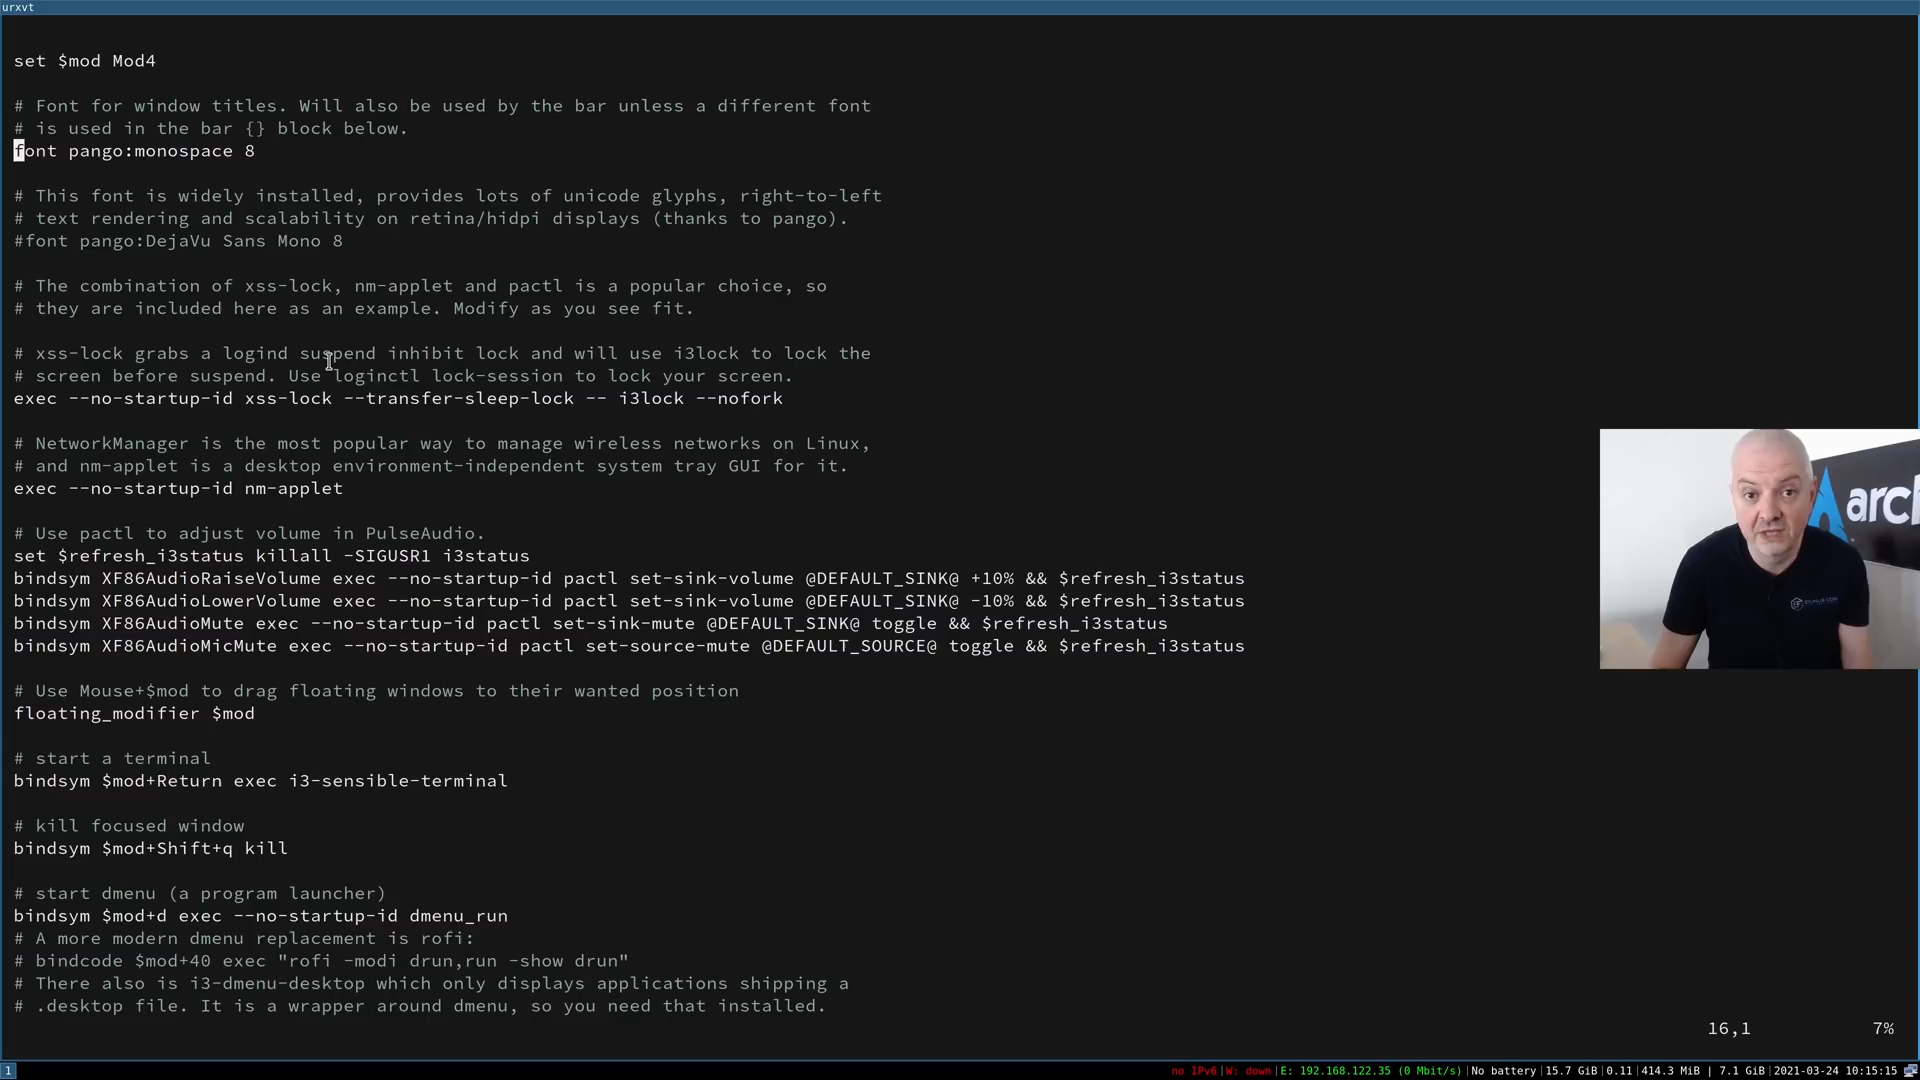 urxvt
set $mod Mod4
# Font for window titles. Will also be used by the bar unless a different font
# is used in the bar {} block below.
font pango:monospace 8
# This font is widely installed, provides lots of unicode glyphs, right-to-left
# text rendering and scalability on retina/hidpi displays (thanks to pango).
#font pango:DejaVu Sans Mono 8
# The combination of xss-lock, nm-applet and pactl is a popular choice, so
# they are included here as an example. Modify as you see fit.
# xss-lock grabs a logind suspend inhibit lock and will use i3lock to lock the
# screen before suspend. Use loginctl lock-session to lock your screen.
exec --no-startup-id xss-lock --transfer-sleep-lock -- i3lock --nofork
# NetworkManager is the most popular way to manage wireless networks on Linux,
# and nm-applet is a desktop environment-independent system tray GUI for it.
exec --no-startup-id nm-applet
# Use pactl to adjust volume in PulseAudio.
set $refresh_i3status killall -SIGUSR1 i3status
bindsym XF86AudioRaiseVolume exec --no-startup-id pactl set-sink-volume @DEFAULT_SINK@ +10% && $refresh_i3status
bindsym XF86AudioLowerVolume exec --no-startup-id pactl set-sink-volume @DEFAULT_SINK@ -10% && $refresh_i3status
bindsym XF86AudioMute exec --no-startup-id pactl set-sink-mute @DEFAULT_SINK@ toggle && $refresh_i3status
bindsym XF86AudioMicMute exec --no-startup-id pactl set-source-mute @DEFAULT_SOURCE@ toggle && $refresh_i3status
# Use Mouse+$mod to drag floating windows to their wanted position
floating_modifier $mod
# start a terminal
bindsym $mod+Return exec i3-sensible-terminal
# kill focused window
bindsym $mod+Shift+q kill
# start dmenu (a program launcher)
bindsym $mod+d exec --no-startup-id dmenu_run
# A more modern dmenu replacement is rofi:
# bindcode $mod+40 exec "rofi -modi drun,run -show drun"
# There also is i3-dmenu-desktop which only displays applications shipping a
# .desktop file. It is a wrapper around dmenu, so you need that installed.
16,1 7%
arc
1 no IPv6|W: down|E: 192.168.122.35 (0 Mbit/s)|No battery|15.7 GiB|0.11|414.3 MiB | 7.1 GiB|2021-03-24 10:15:15